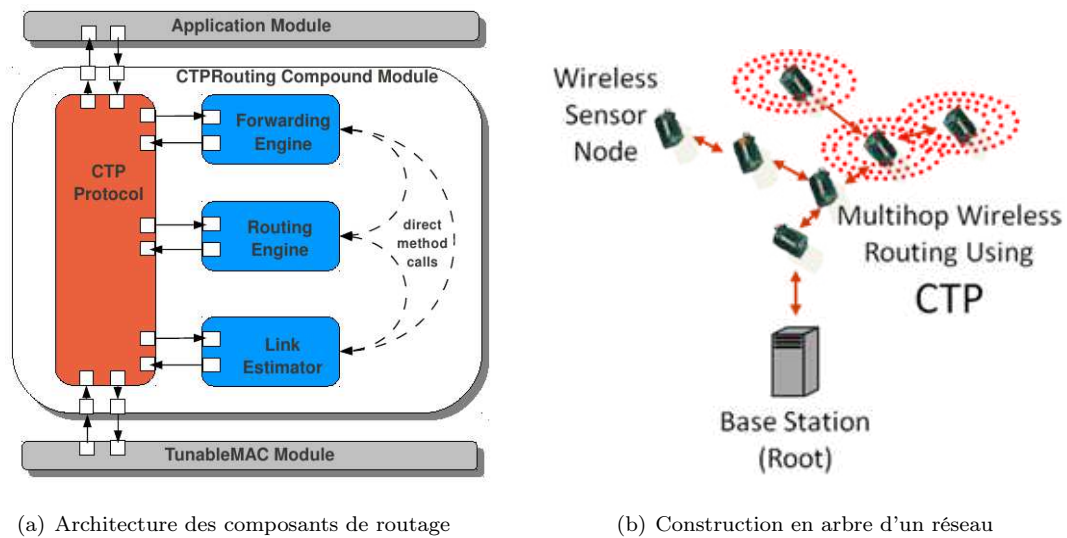 Application Module
CTPRouting Compound Module
CTP
Protocol
Forwarding
Engine
Routing
Engine
Link
Estimator
direct
method
calls
TunableMAC Module
(a) Architecture des composants de routage
Wireless
Sensor
Node
Multihop Wireless
Routing Using
CTP
Base Station
(Root)
(b) Construction en arbre d'un réseau